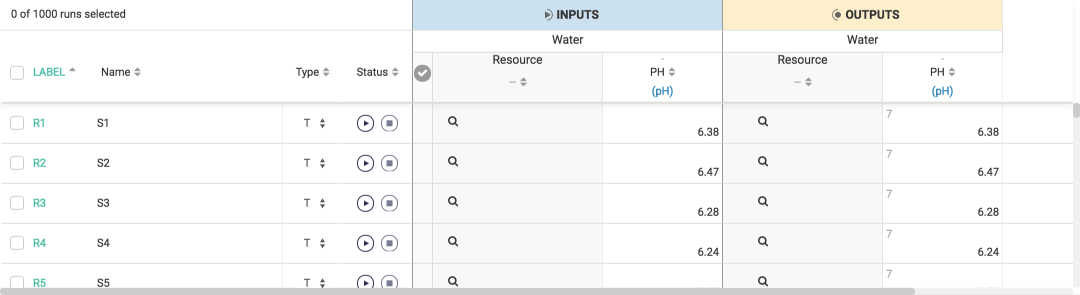 0 of 1000 runs selected
INPUTS
OUTPUTS
Water
Water
LABEL Name Type Status
Resource
–
-
PH
(pH)
Resource
–
-
PH
(pH)
R1 S1 T 6.38 7 6.38
R2 S2 T 6.47 7 6.47
R3 S3 T 6.28 7 6.28
R4 S4 T 6.24 7 6.24
R5 S5 T 7